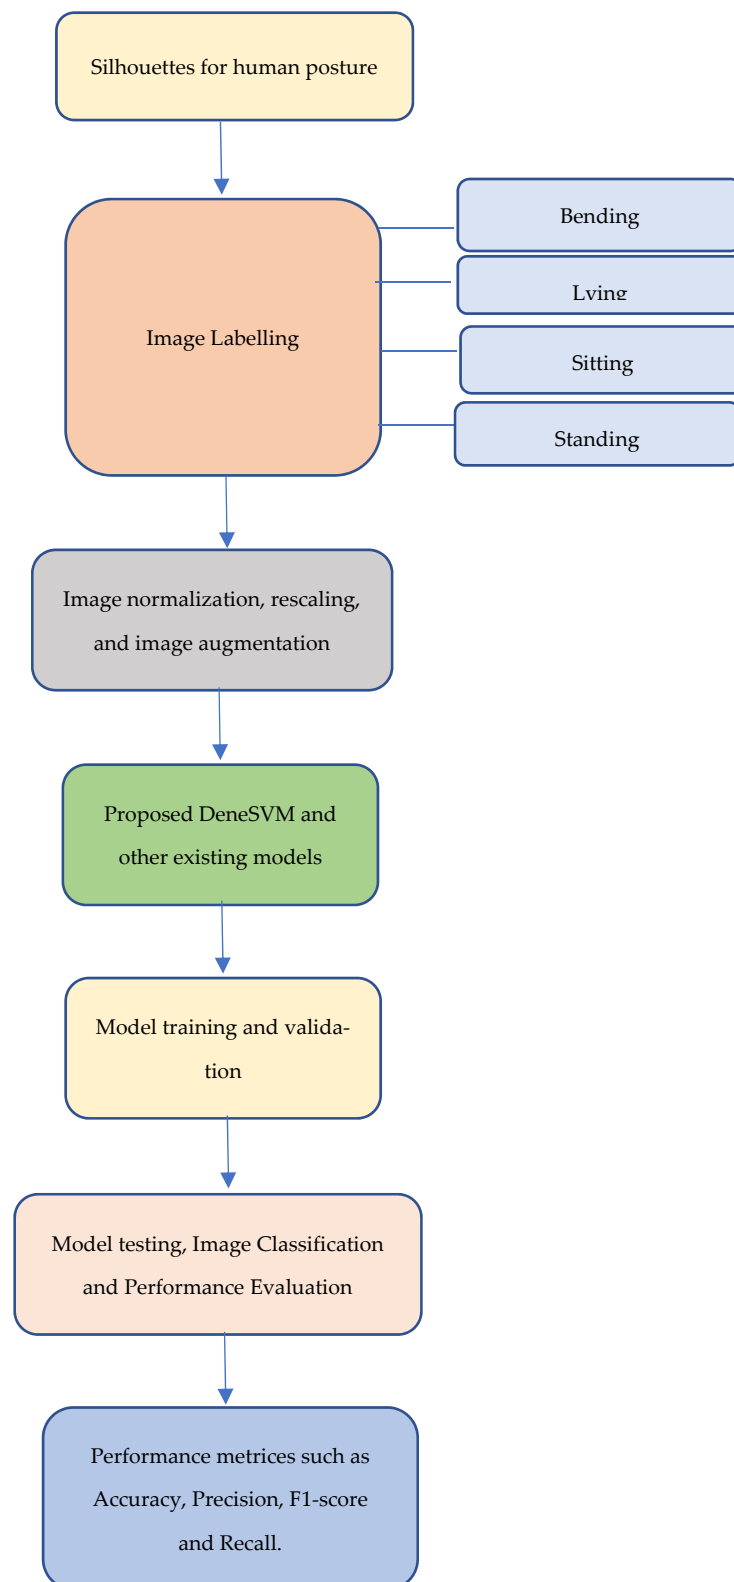 Silhouettes for human posture
Bending
Lying
Image Labelling
Sitting
Standing
Image normalization, rescaling,
and image augmentation
Proposed DeneSVM and
other existing models
Model training and valida-
tion
Model testing, Image Classification
and Performance Evaluation
Performance metrices such as
Accuracy, Precision, F1-score
and Recall.